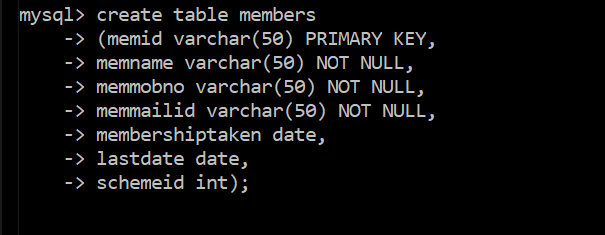 mysql> create table members
-> (memid varchar(50) PRIMARY KEY,
-> memname varchar(50) NOT NULL,
-> memmobno varchar(50) NOT NULL,
-> memmailid varchar(50) NOT NULL,
-> membershiptaken date,
-> lastdate date,
-> schemeid int);